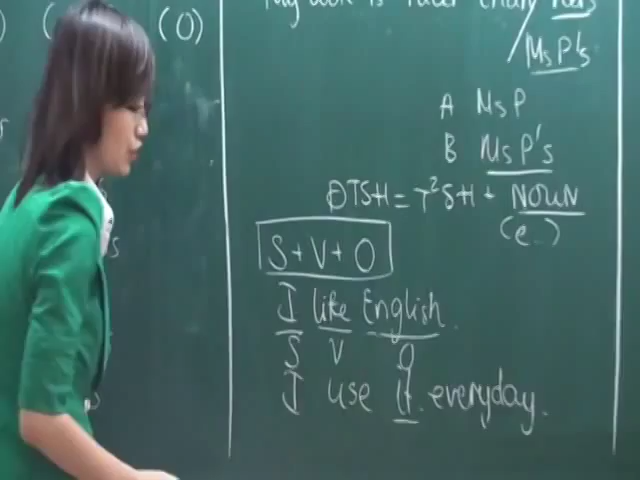 (O)
My book is than hers
/ Ms P's
A Ms P
B Ms P's
ĐTSH = T²SH + NOUN
(e..)
S + V + O
I like English.
S V O
I use it everyday.